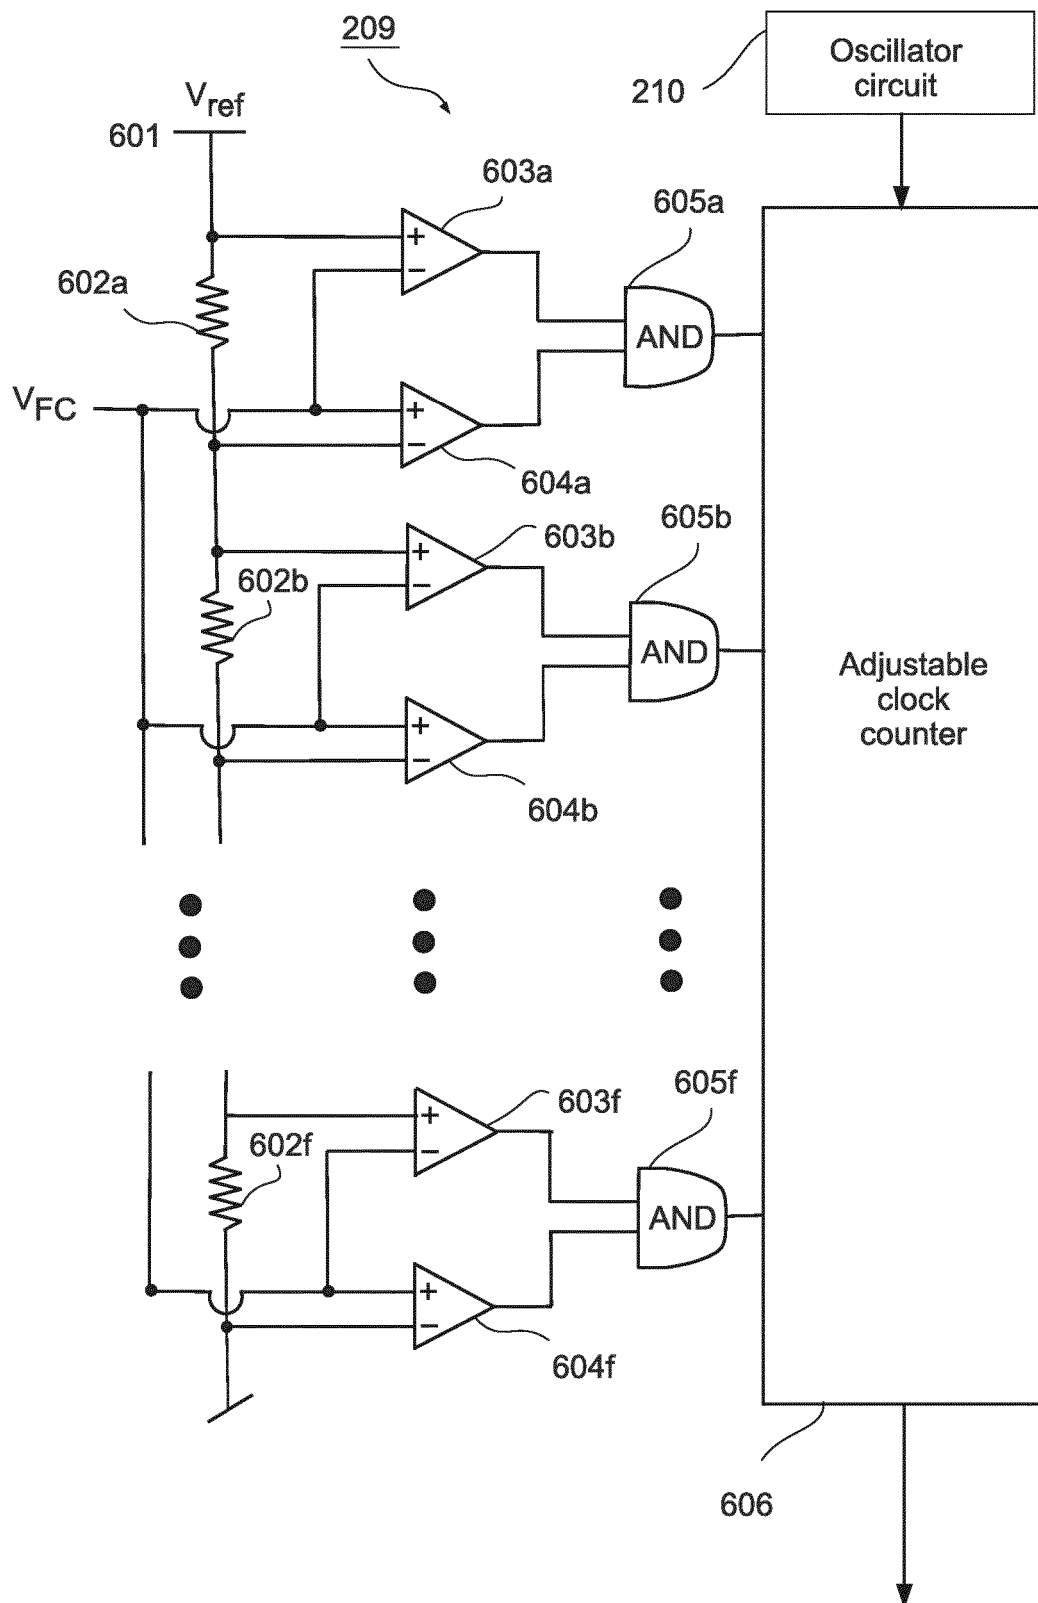 209
210
Oscillator
circuit
Vref
601
603a
605a
602a
+
−
AND
VFC
+
−
604a
603b
605b
602b
+
−
AND
Adjustable
clock
counter
+
−
604b
603f
605f
602f
+
−
AND
+
−
604f
606